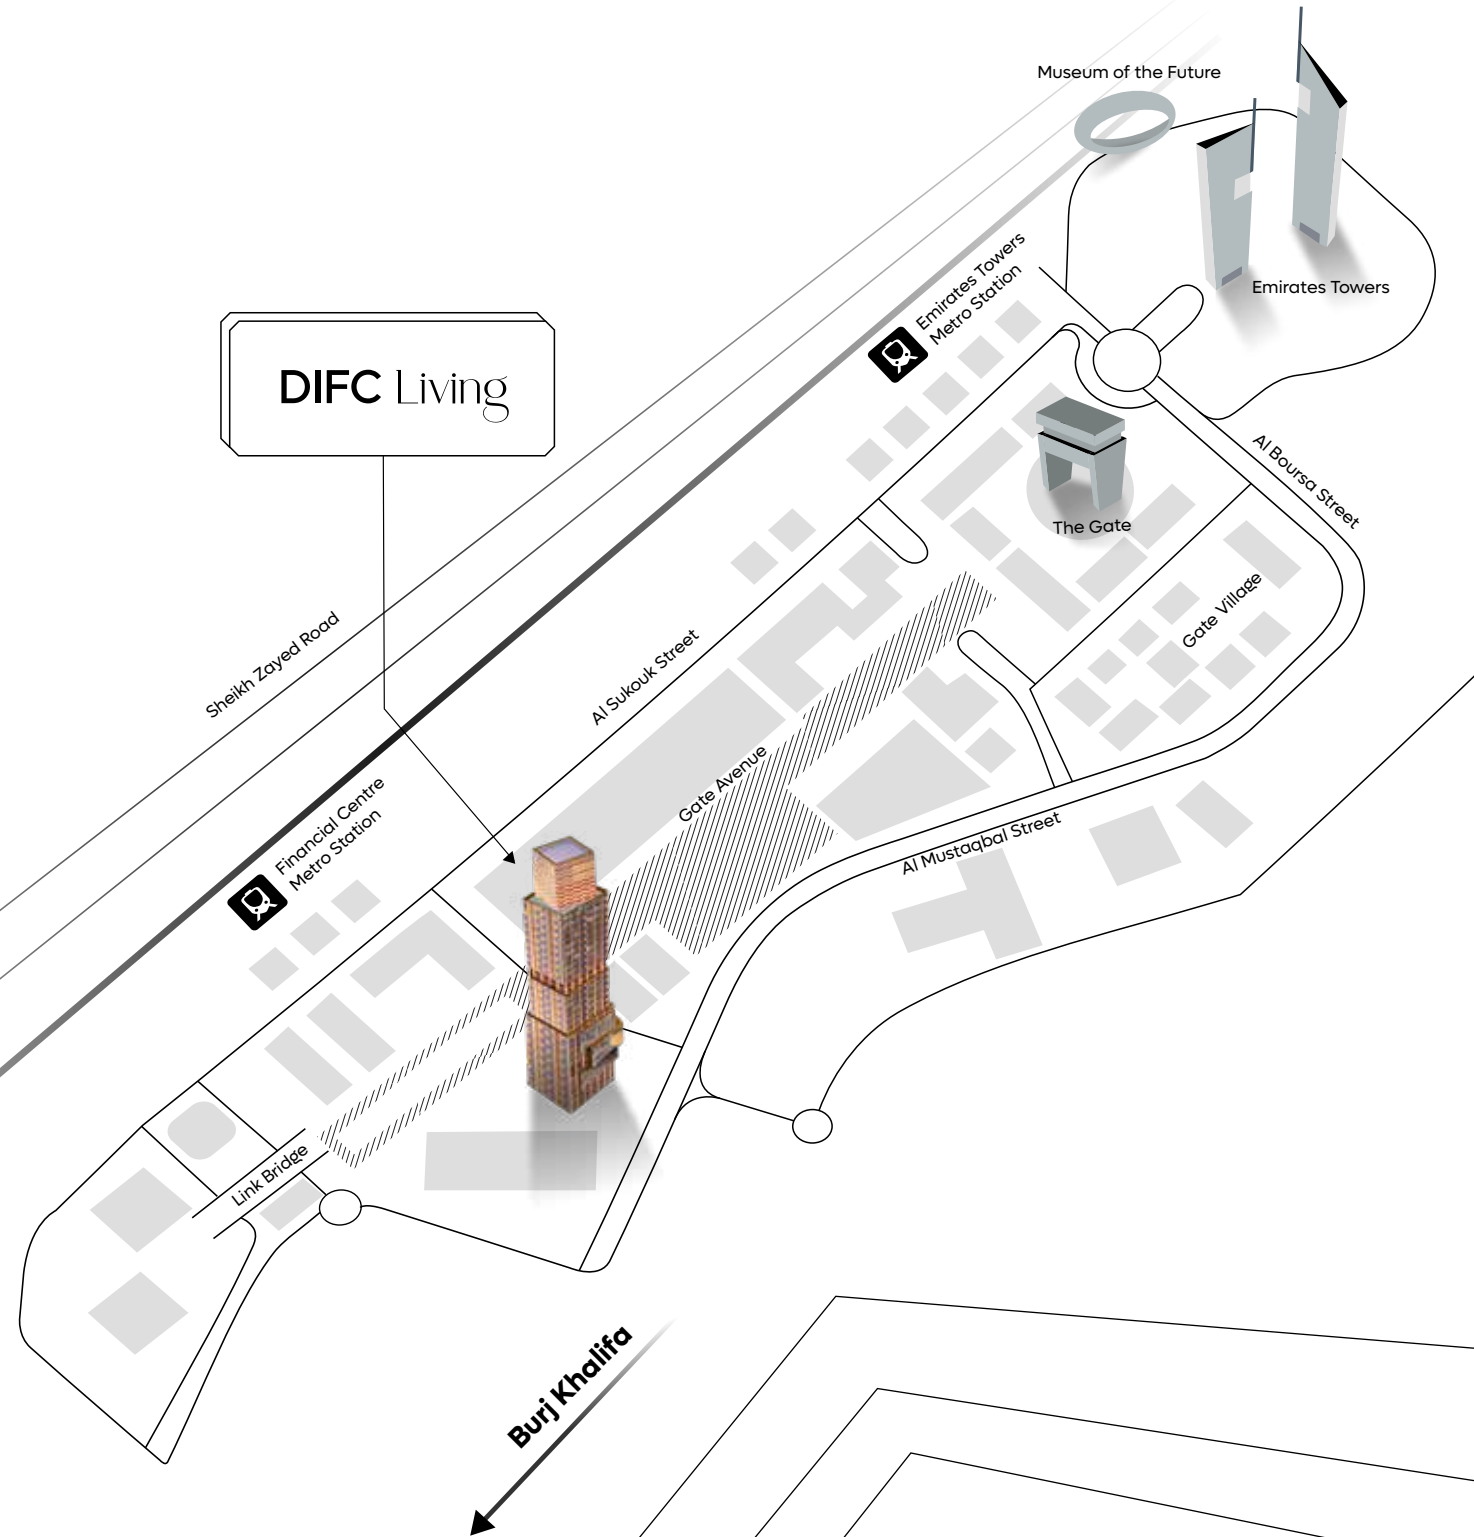 Museum of the Future
Emirates Towers
Metro Station
Emirates Towers
DIFC Living
Al Boursa Street
The Gate
Gate Village
Sheikh Zayed Road
Al Sukouk Street
Gate Avenue
Financial Centre
Metro Station
Al Mustaqbal Street
Link Bridge
Burj Khalifa